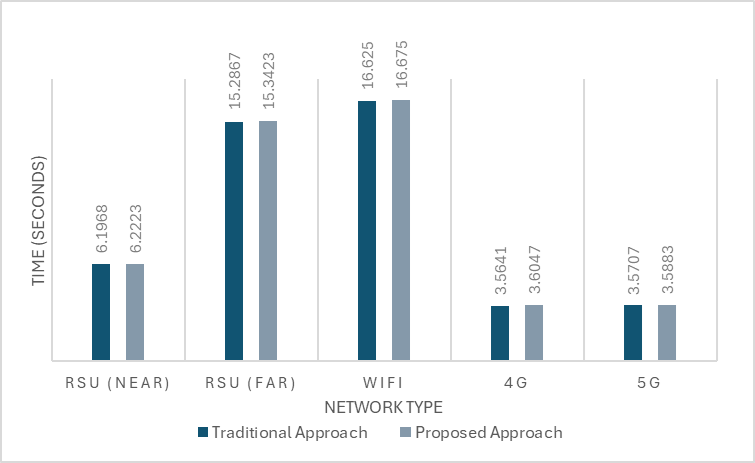 6.1968
6.2223
15.2867
15.3423
16.625
16.675
3.5641
3.6047
3.5707
3.5883
TIME (SECONDS)
RSU (NEAR)
RSU (FAR)
WIFI
4G
5G
NETWORK TYPE
Traditional Approach
Proposed Approach